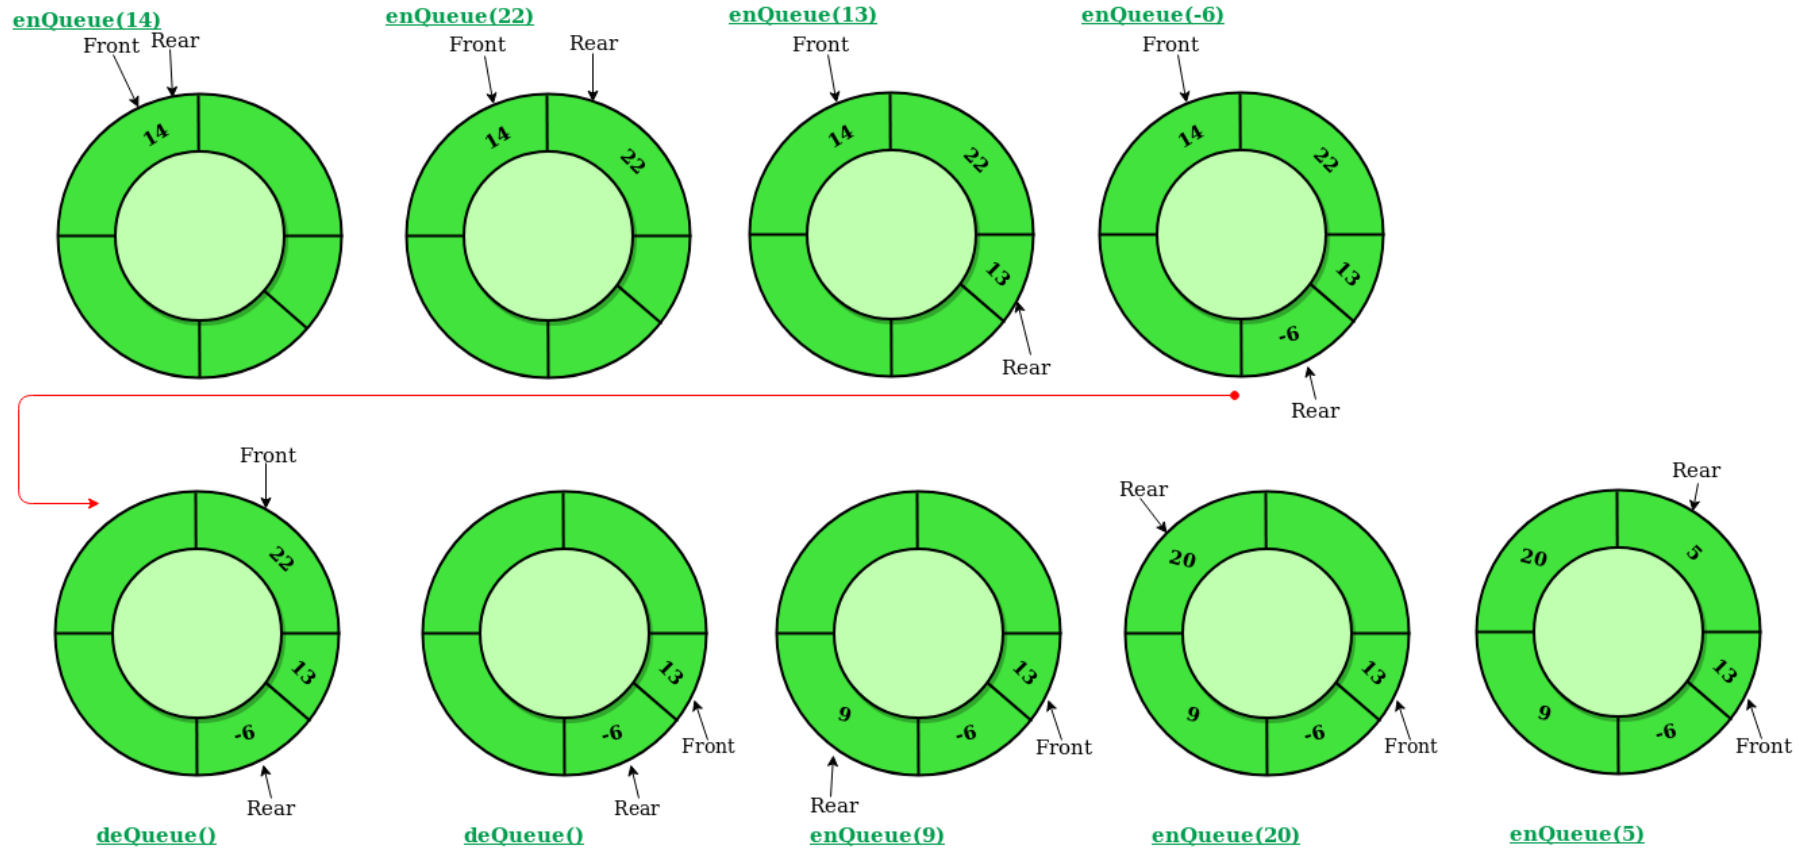 enQueue(14)
Front Rear
14
enQueue(22)
Front Rear
14
22
enQueue(13)
Front
14
22
13
Rear
enQueue(-6)
Front
14
22
13
-6
Rear
Front
22
13
-6
Rear
deQueue()
13
-6
Front
Rear
deQueue()
13
9
-6
Front
Rear
enQueue(9)
Rear
20
13
9
-6
Front
enQueue(20)
Rear
20
5
13
9
-6
Front
enQueue(5)